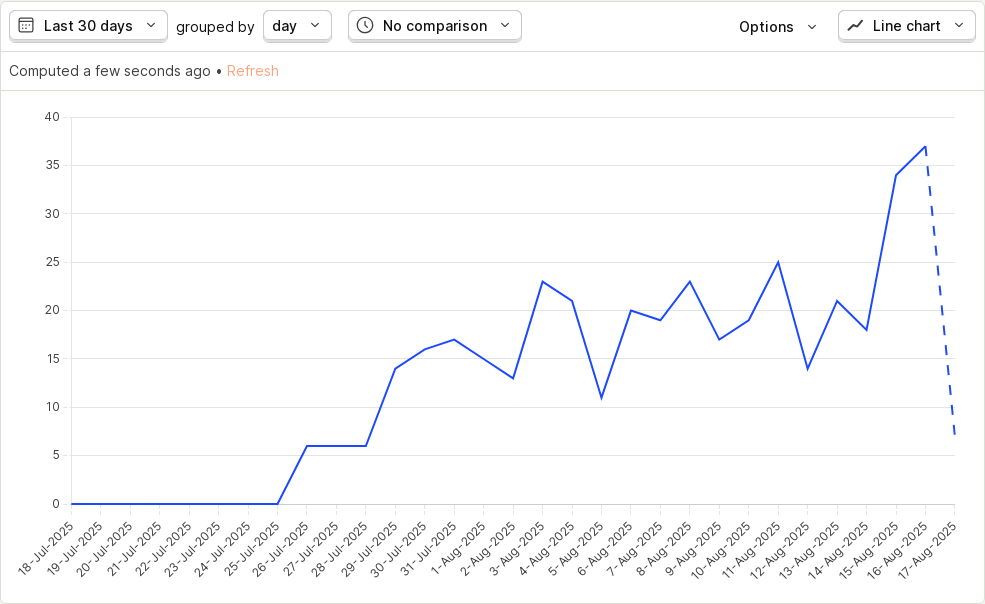 Last 30 days grouped by day No comparison Options Line chart
Computed a few seconds ago • Refresh
40
35
30
25
20
15
10
5
0
18-Jul-2025
19-Jul-2025
20-Jul-2025
21-Jul-2025
22-Jul-2025
23-Jul-2025
24-Jul-2025
25-Jul-2025
26-Jul-2025
27-Jul-2025
28-Jul-2025
29-Jul-2025
30-Jul-2025
31-Jul-2025
1-Aug-2025
2-Aug-2025
3-Aug-2025
4-Aug-2025
5-Aug-2025
6-Aug-2025
7-Aug-2025
8-Aug-2025
9-Aug-2025
10-Aug-2025
11-Aug-2025
12-Aug-2025
13-Aug-2025
14-Aug-2025
15-Aug-2025
16-Aug-2025
17-Aug-2025